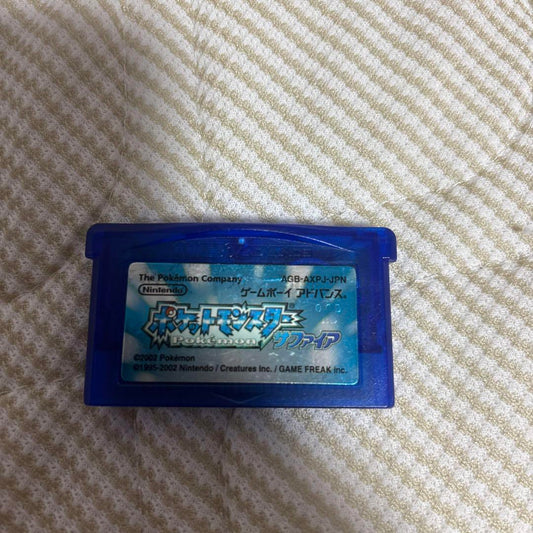 The Pokémon Company AGB-AXPJ-JPN
Nintendo ゲームボーイ アドバンス®
ポケットモンスター
Pokémon サファイア
©2002 Pokémon
©1995-2002 Nintendo / Creatures inc. / GAME FREAK inc.